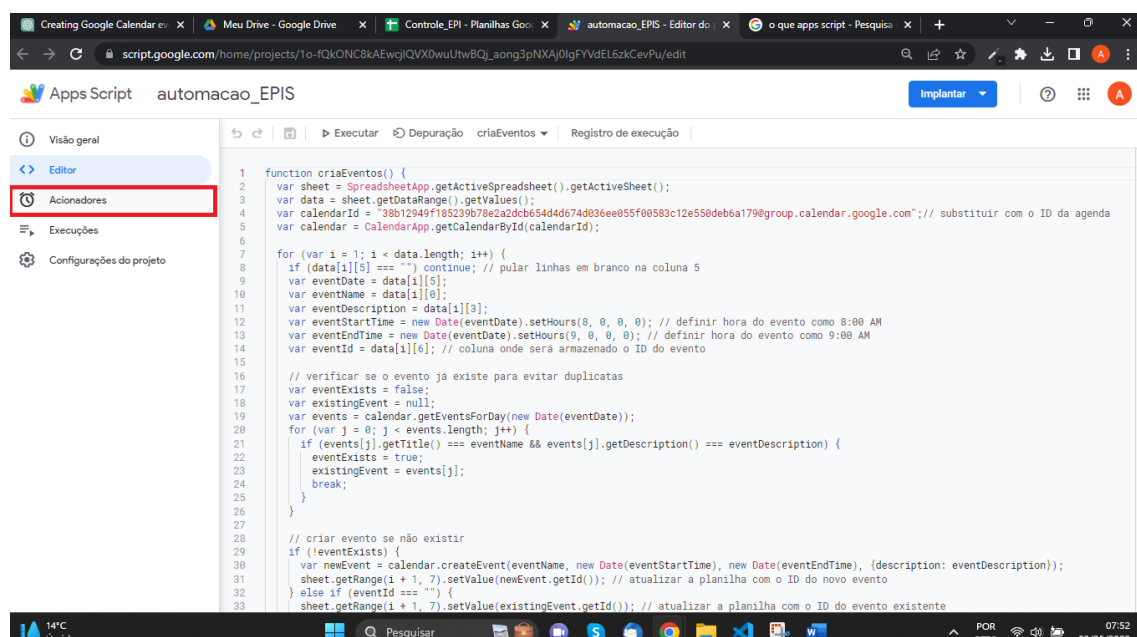 Creating Google Calendar ev
Meu Drive - Google Drive
Controle_EPI - Planilhas Goog
automacao_EPIS - Editor do p
o que apps script - Pesquisa
script.google.com/home/projects/1o-fQkONC8kAEwcjlQVX0wuUtwBQj_aong3pNXAj0lgFYVdEL6zkCevPu/edit
A
Apps Script automacao_EPIS
Implantar
A
Visão geral
Editor
Acionadores
Execuções
Configurações do projeto
Executar Depuração criaEventos Registro de execução
1 function criaEventos() {
2 var sheet = SpreadsheetApp.getActiveSpreadsheet().getActiveSheet();
3 var data = sheet.getDataRange().getValues();
4 var calendarId = "38b12949f185239b78e2a2dcb654d4d674d036ee055f00583c12e550deb6a179@group.calendar.google.com";// substituir com o ID da agenda
5 var calendar = CalendarApp.getCalendarById(calendarId);
6
7 for (var i = 1; i < data.length; i++) {
8 if (data[i][5] === "") continue; // pular linhas em branco na coluna 5
9 var eventDate = data[i][5];
10 var eventName = data[i][0];
11 var eventDescription = data[i][3];
12 var eventStartTime = new Date(eventDate).setHours(8, 0, 0, 0); // definir hora do evento como 8:00 AM
13 var eventEndTime = new Date(eventDate).setHours(9, 0, 0, 0); // definir hora do evento como 9:00 AM
14 var eventId = data[i][6]; // coluna onde será armazenado o ID do evento
15
16 // verificar se o evento já existe para evitar duplicatas
17 var eventExists = false;
18 var existingEvent = null;
19 var events = calendar.getEventsForDay(new Date(eventDate));
20 for (var j = 0; j < events.length; j++) {
21 if (events[j].getTitle() === eventName && events[j].getDescription() === eventDescription) {
22 eventExists = true;
23 existingEvent = events[j];
24 break;
25 }
26 }
27
28 // criar evento se não existir
29 if (!eventExists) {
30 var newEvent = calendar.createEvent(eventName, new Date(eventStartTime), new Date(eventEndTime), {description: eventDescription});
31 sheet.getRange(i + 1, 7).setValue(newEvent.getId()); // atualizar a planilha com o ID do novo evento
32 } else if (eventId === "") {
33 sheet.getRange(i + 1, 7).setValue(existingEvent.getId()); // atualizar a planilha com o ID do evento existente
14°C
Pesquisar
POR
07:52